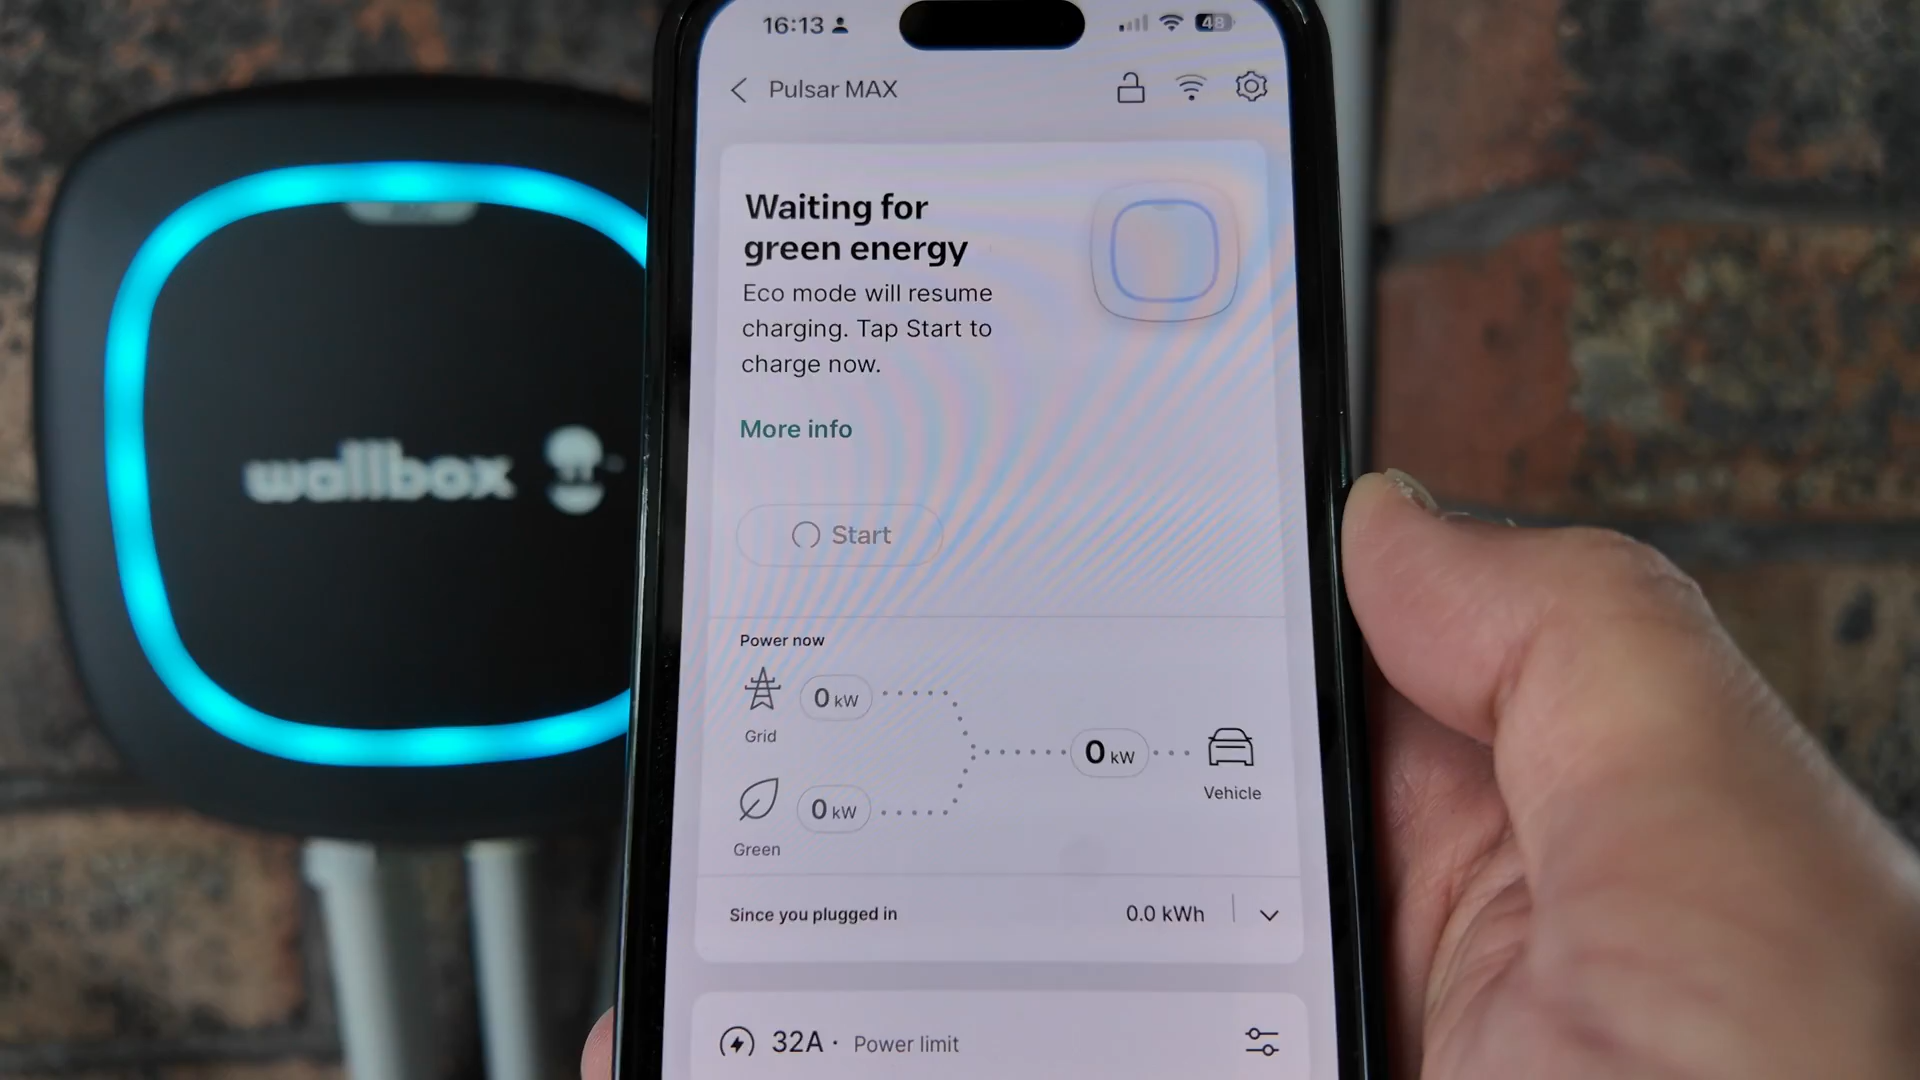 16:13
48
Pulsar MAX
Waiting for
green energy
Eco mode will resume
charging. Tap Start to
charge now.
More info
Start
Power now
0 kW
Grid
0 kW
Vehicle
0 kW
Green
Since you plugged in 0.0 kWh
32A · Power limit
wallbox